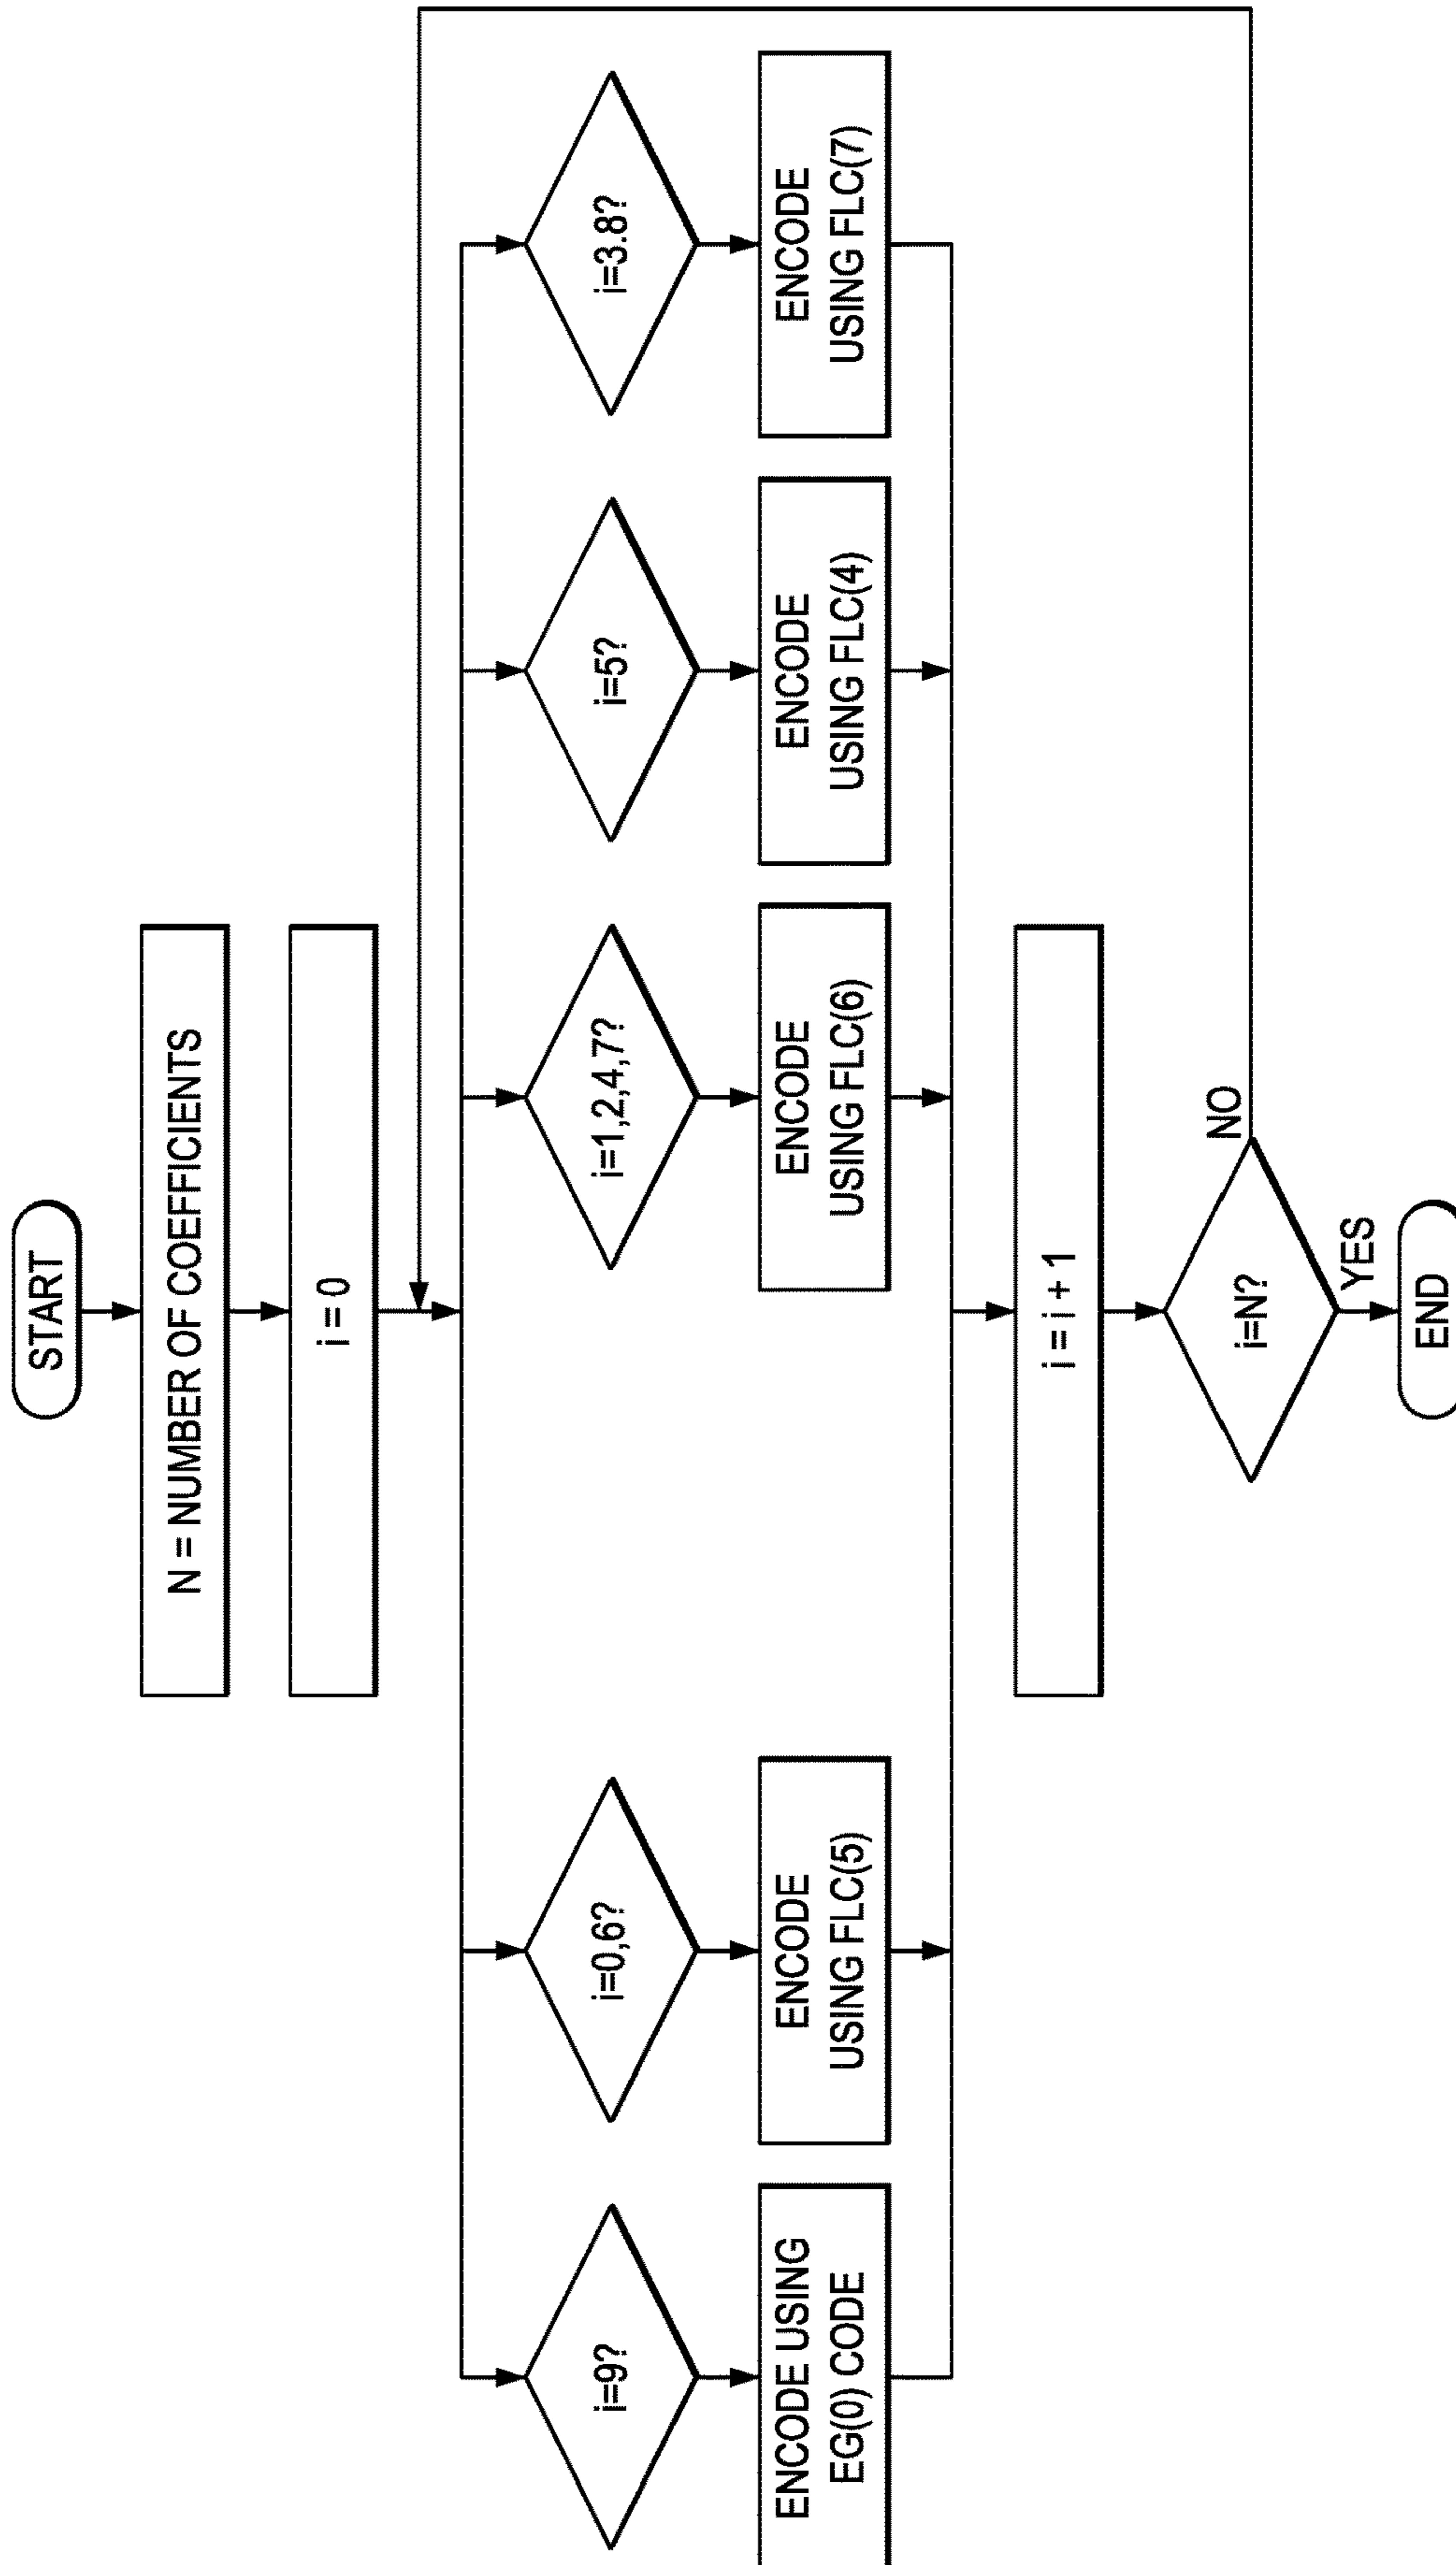 START
N = NUMBER OF COEFFICIENTS
i = 0
i=9?
i=0,6?
i=1,2,4,7?
i=5?
i=3.8?
ENCODE USING
EG(0) CODE
ENCODE
USING FLC(5)
ENCODE
USING FLC(6)
ENCODE
USING FLC(4)
ENCODE
USING FLC(7)
i = i + 1
i=N?
NO
YES
END